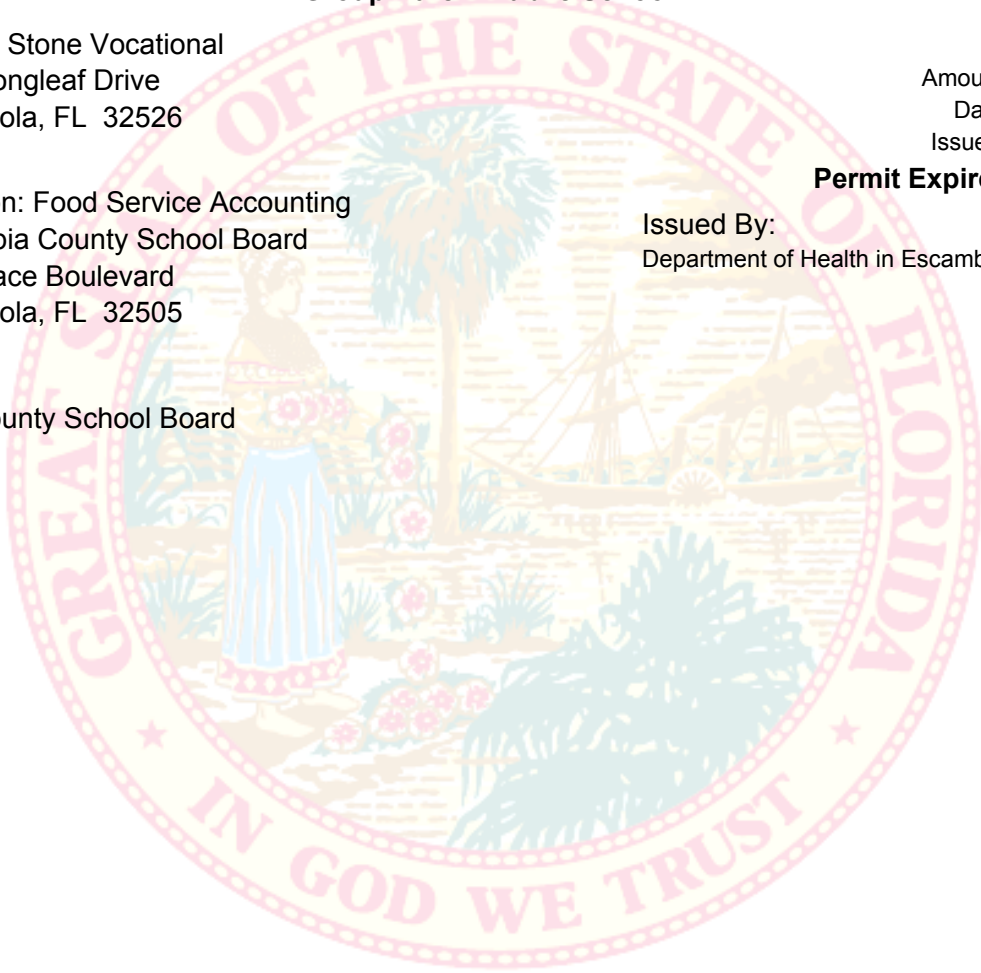 Stone Vocational
ongleaf Drive
ola, FL 32526
Amou
Da
Issue
Permit Expire
n: Food Service Accounting
bia County School Board
ace Boulevard
ola, FL 32505
Issued By:
Department of Health in Escamb
ounty School Board
GREAT SEAL OF THE STATE OF FLORIDA
IN GOD WE TRUST